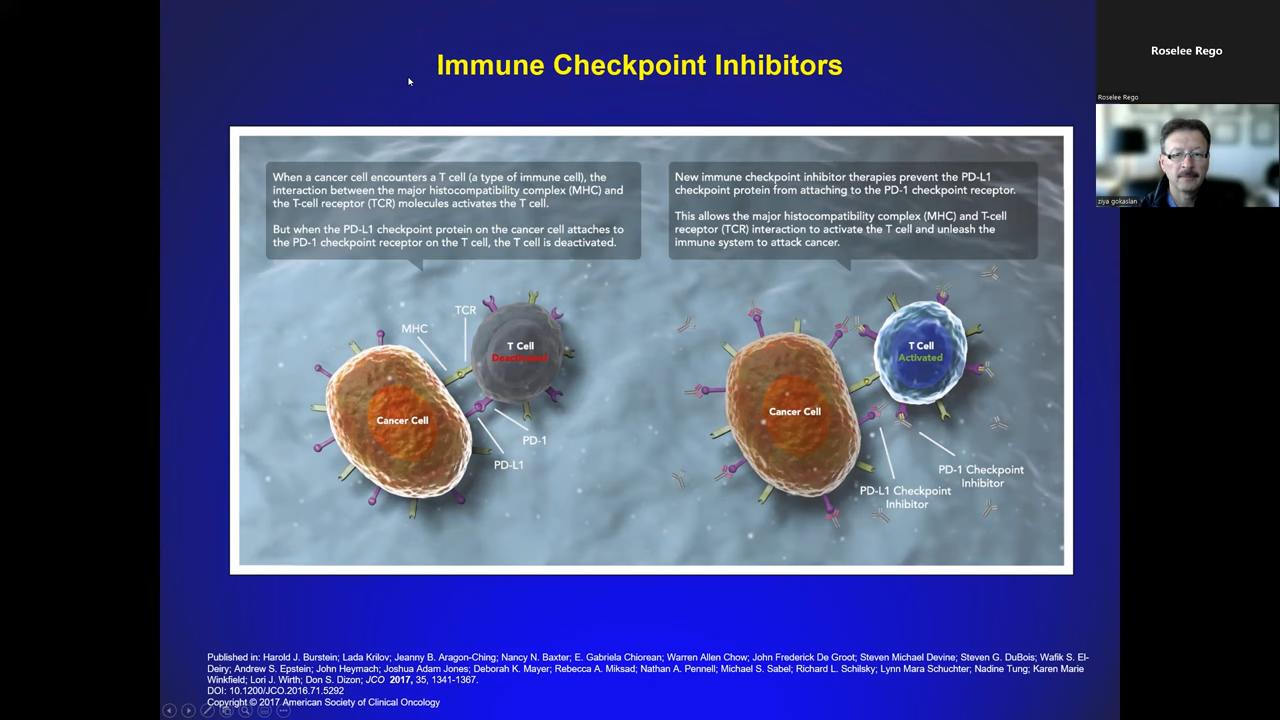 Immune Checkpoint Inhibitors
Roselee Rego
Roselee Rego
ziya gokaslan
When a cancer cell encounters a T cell (a type of immune cell), the
interaction between the major histocompatibility complex (MHC) and
the T-cell receptor (TCR) molecules activates the T cell.
But when the PD-L1 checkpoint protein on the cancer cell attaches to
the PD-1 checkpoint receptor on the T cell, the T cell is deactivated.
New immune checkpoint inhibitor therapies prevent the PD-L1
checkpoint protein from attaching to the PD-1 checkpoint receptor.
This allows the major histocompatibility complex (MHC) and T-cell
receptor (TCR) interaction to activate the T cell and unleash the
immune system to attack cancer.
TCR
MHC
T Cell
Deactivated
Cancer Cell
PD-1
PD-L1
T Cell
Activated
Cancer Cell
PD-1 Checkpoint
Inhibitor
PD-L1 Checkpoint
Inhibitor
Published in: Harold J. Burstein; Lada Krilov; Jeanny B. Aragon-Ching; Nancy N. Baxter; E. Gabriela Chiorean; Warren Allen Chow; John Frederick De Groot; Steven Michael Devine; Steven G. DuBois; Wafik S. El-
Deiry; Andrew S. Epstein; John Heymach; Joshua Adam Jones; Deborah K. Mayer; Rebecca A. Miksad; Nathan A. Pennell; Michael S. Sabel; Richard L. Schilsky; Lynn Mara Schuchter; Nadine Tung; Karen Marie
Winkfield; Lori J. Wirth; Don S. Dizon; JCO 2017, 35, 1341-1367.
DOI: 10.1200/JCO.2016.71.5292
Copyright © 2017 American Society of Clinical Oncology